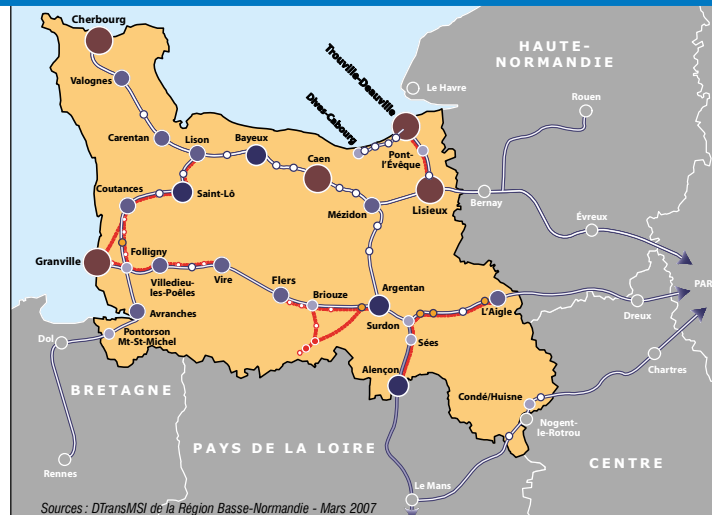 Cherbourg
HAUTE-
NORMANDIE
Trouville-Deauville
Dives-Cabourg
Le Havre
Valognes
Rouen
Carentan
Lison
Bayeux
Caen
Pont-
l'Évêque
Coutances
Saint-Lô
Mézidon
Lisieux
Bernay
Évreux
Granville
Folligny
Villedieu-
les-Poêles
Vire
Flers
Briouze
Argentan
Surdon
L'Aigle
PAR
Dreux
Avranches
Pontorson
Mt-St-Michel
Dol
Sées
Alençon
Chartres
Condé/Huisne
BRETAGNE
Nogent-
le-Rotrou
PAYS DE LA LOIRE
CENTRE
Rennes
Le Mans
Sources : DTransMSI de la Région Basse-Normandie - Mars 2007